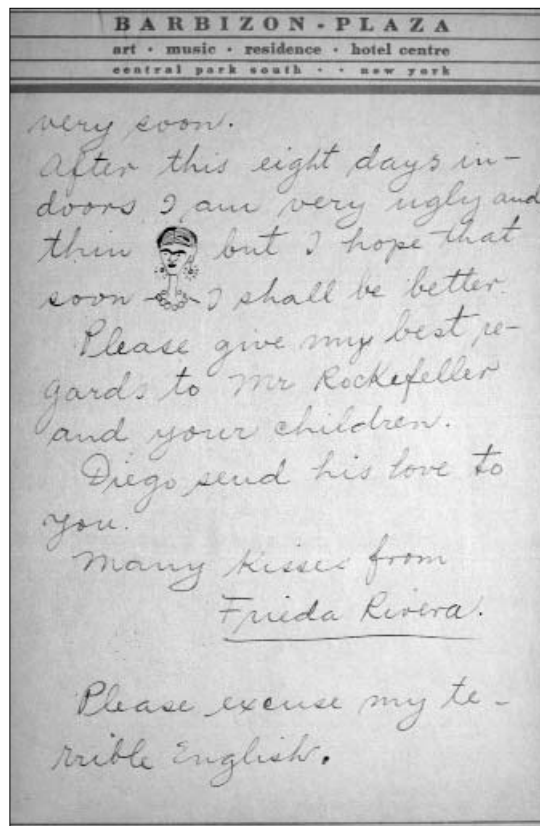 BARBIZON-PLAZA
art · music · residence · hotel centre
central park south · · new york
very soon.
After this eight days in-
doors I am very ugly and
thin but I hope that
soon I shall be better.
Please give my best re-
gards to Mr Rockefeller
and your children.
Diego send his love to
you.
Many kisses from
Frieda Rivera.
Please excuse my te-
rrible English.